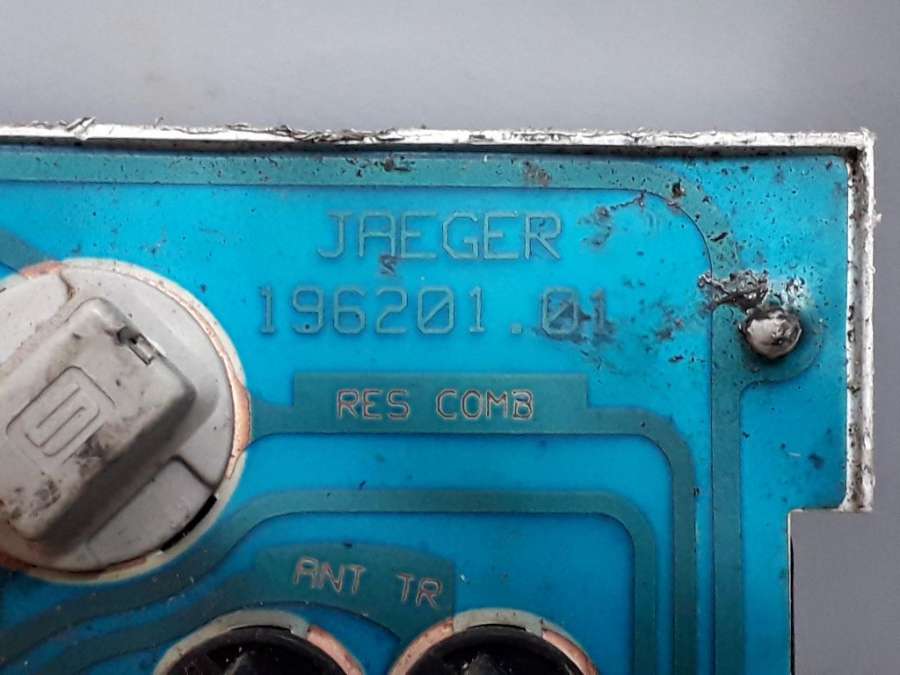 JAEGER
196201.01
RES COMB
ANT TR